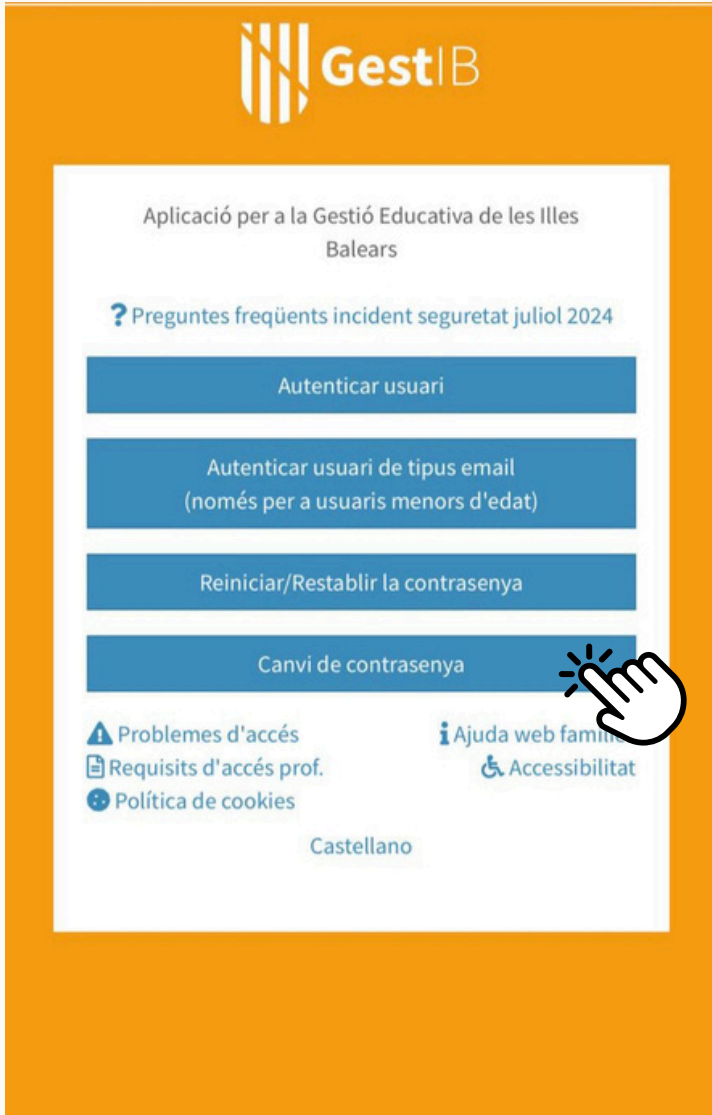 GestIB
Aplicació per a la Gestió Educativa de les Illes
Balears
? Preguntes freqüents incident seguretat juliol 2024
Autenticar usuari
Autenticar usuari de tipus email
(només per a usuaris menors d'edat)
Reiniciar/Restablir la contrasenya
Canvi de contrasenya
Problemes d'accés
Ajuda web
Requisits d'accés prof.
Accessibilitat
Política de cookies
Castellano